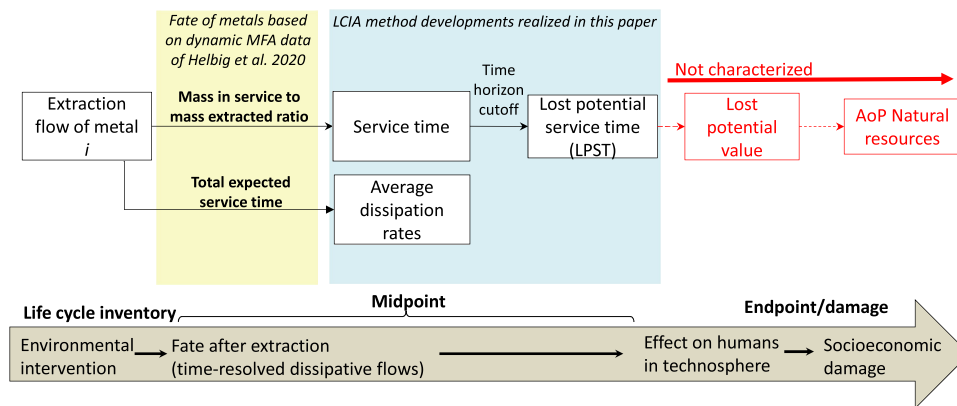 Fate of metals based
on dynamic MFA data
of Helbig et al. 2020
LCIA method developments realized in this paper
Not characterized
Extraction
flow of metal
i
Mass in service to
mass extracted ratio
Service time
Time
horizon
cutoff
Lost potential
service time
(LPST)
Lost
potential
value
AoP Natural
resources
Total expected
service time
Average
dissipation
rates
Life cycle inventory
Midpoint
Endpoint/damage
Environmental
intervention
Fate after extraction
(time-resolved dissipative flows)
Effect on humans
in technosphere
Socioeconomic
damage